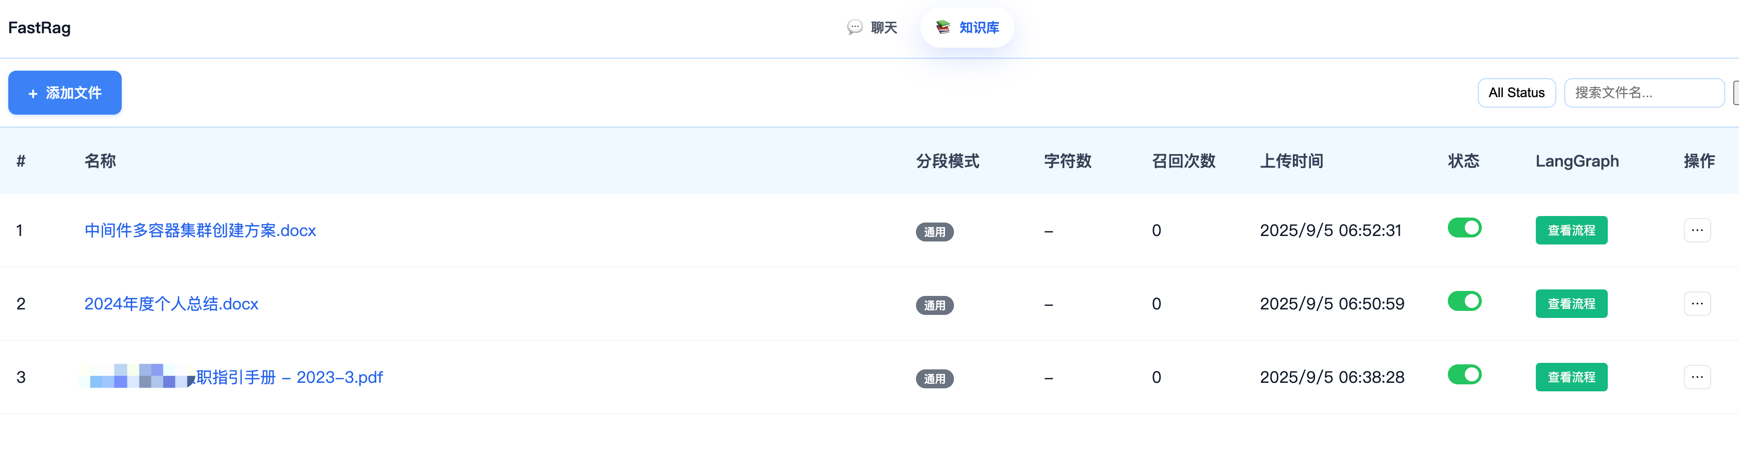 FastRag
聊天
知识库
+ 添加文件
All Status
搜索文件名...
# 名称 分段模式 字符数 召回次数 上传时间 状态 LangGraph 操作
1 中间件多容器集群创建方案.docx 通用 – 0 2025/9/5 06:52:31 查看流程 ...
2 2024年度个人总结.docx 通用 – 0 2025/9/5 06:50:59 查看流程 ...
3 职指引手册 – 2023-3.pdf 通用 – 0 2025/9/5 06:38:28 查看流程 ...